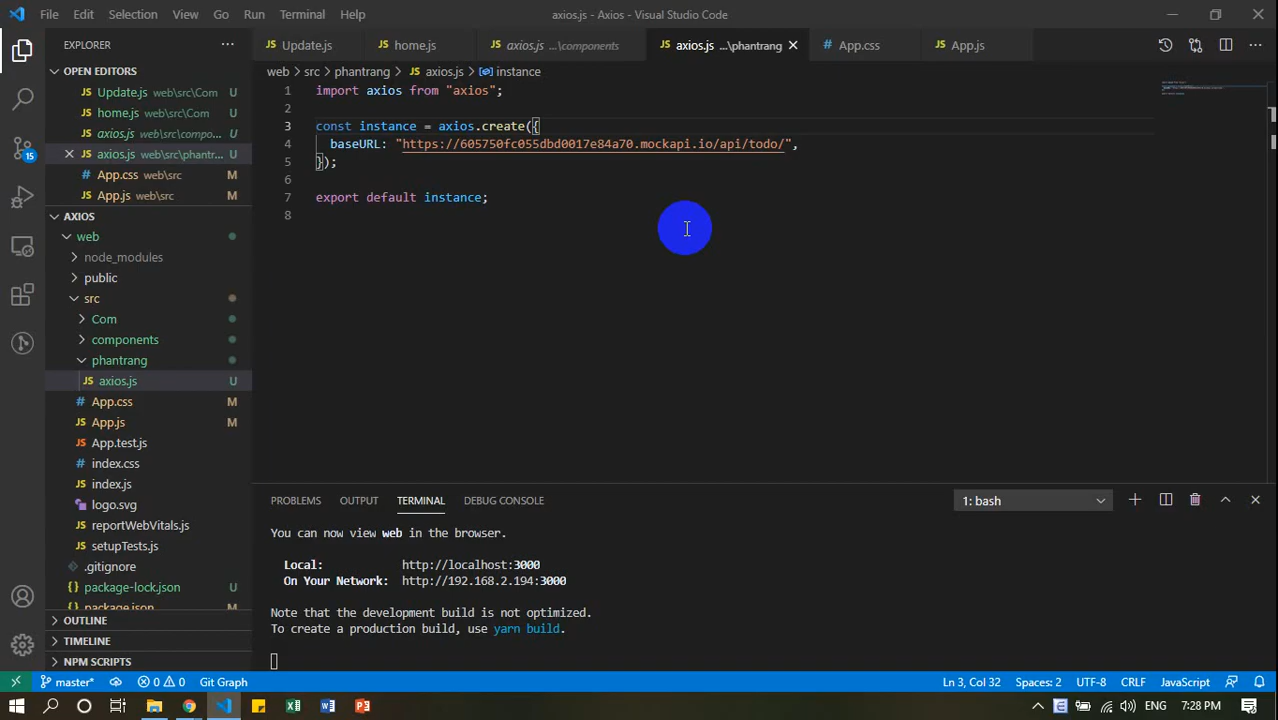 File Edit Selection View Go Run Terminal Help
axios.js - Axios - Visual Studio Code
EXPLORER
OPEN EDITORS
Update.js web\src\Com U
home.js web\src\Com U
axios.js web\src\compo... U
axios.js web\src\phantr... U
App.css web\src M
App.js web\src M
AXIOS
web
node_modules
public
src
Com
components
phantrang
axios.js U
App.css M
App.js M
App.test.js
index.css
index.js
logo.svg
reportWebVitals.js
setupTests.js
.gitignore
package-lock.json U
package.json M
OUTLINE
TIMELINE
NPM SCRIPTS
15
Update.js
home.js
axios.js ...\components
axios.js ...\phantrang
App.css
App.js
web > src > phantrang > axios.js > instance
1 import axios from "axios";
2
3 const instance = axios.create({
4 baseURL: "https://605750fc055dbd0017e84a70.mockapi.io/api/todo/",
5 });
6
7 export default instance;
8
PROBLEMS OUTPUT TERMINAL DEBUG CONSOLE
1: bash
You can now view web in the browser.
Local: http://localhost:3000
On Your Network: http://192.168.2.194:3000
Note that the development build is not optimized.
To create a production build, use yarn build.
master* 0 0 Git Graph
Ln 3, Col 32 Spaces: 2 UTF-8 CRLF JavaScript
ENG 7:28 PM